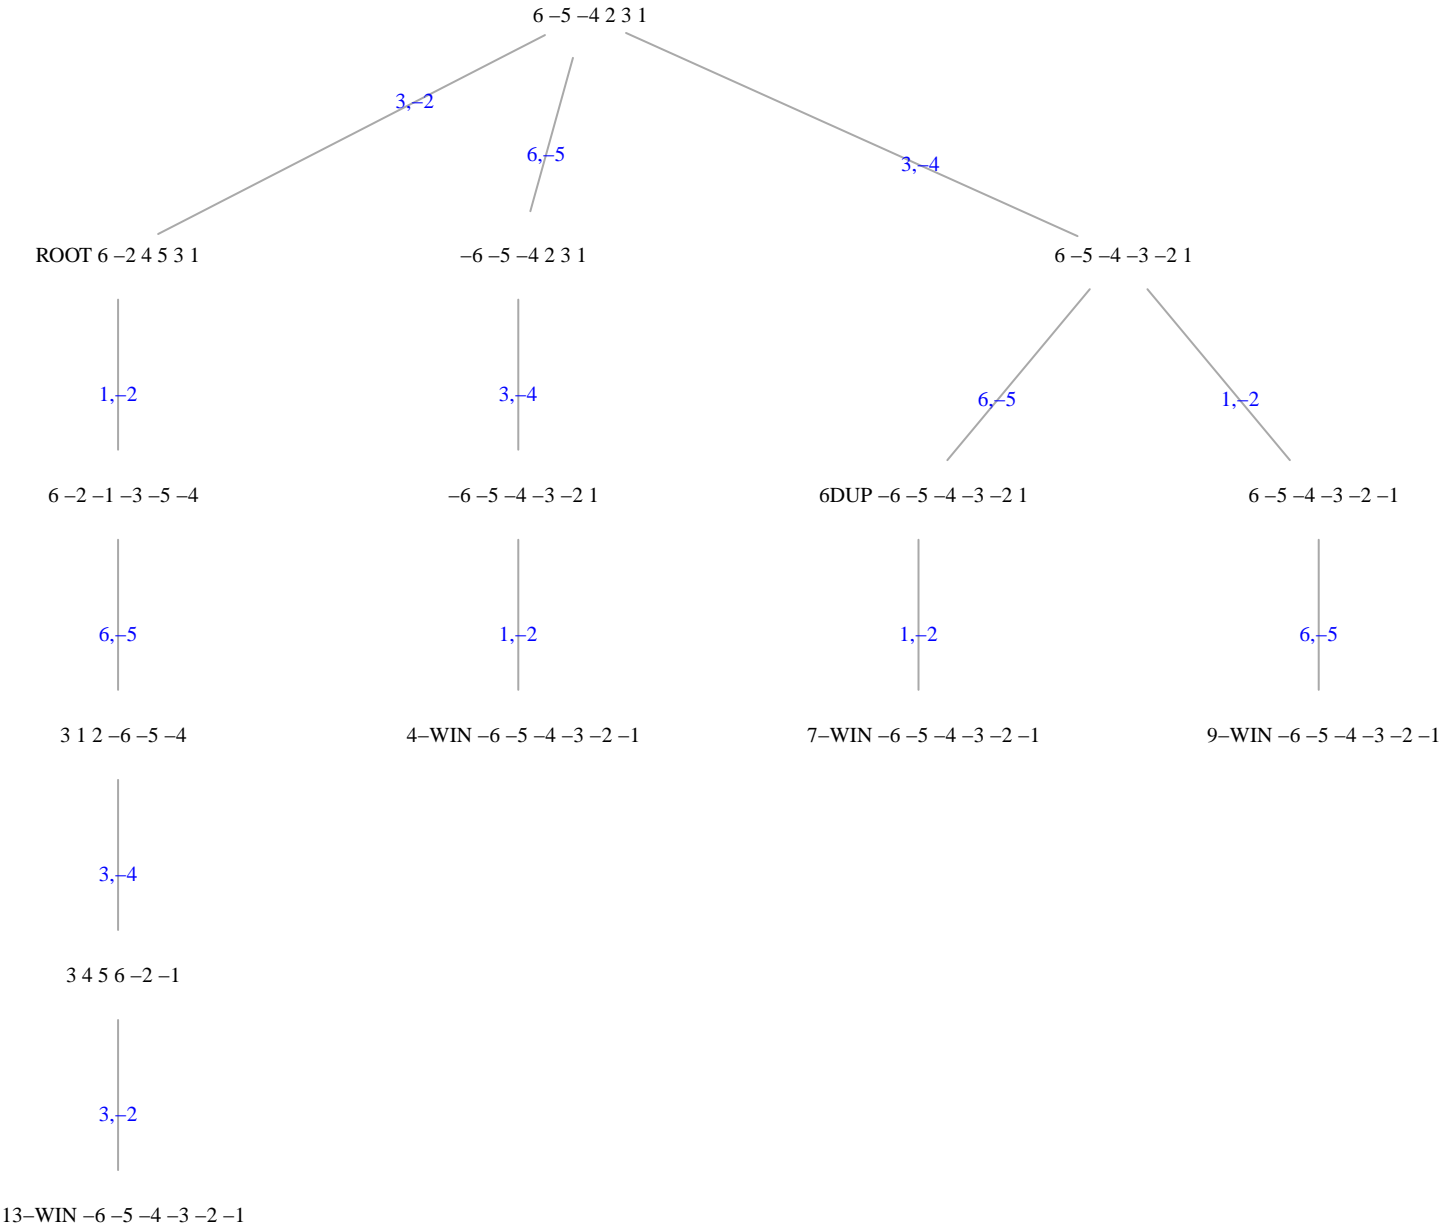 6 –5 –4 2 3 1
3,–2
6,–5
3,–4
ROOT 6 –2 4 5 3 1
–6 –5 –4 2 3 1
6 –5 –4 –3 –2 1
1,–2
3,–4
6,–5
1,–2
6 –2 –1 –3 –5 –4
–6 –5 –4 –3 –2 1
6DUP –6 –5 –4 –3 –2 1
6 –5 –4 –3 –2 –1
6,–5
1,–2
1,–2
6,–5
3 1 2 –6 –5 –4
4–WIN –6 –5 –4 –3 –2 –1
7–WIN –6 –5 –4 –3 –2 –1
9–WIN –6 –5 –4 –3 –2 –1
3,–4
3 4 5 6 –2 –1
3,–2
13–WIN –6 –5 –4 –3 –2 –1